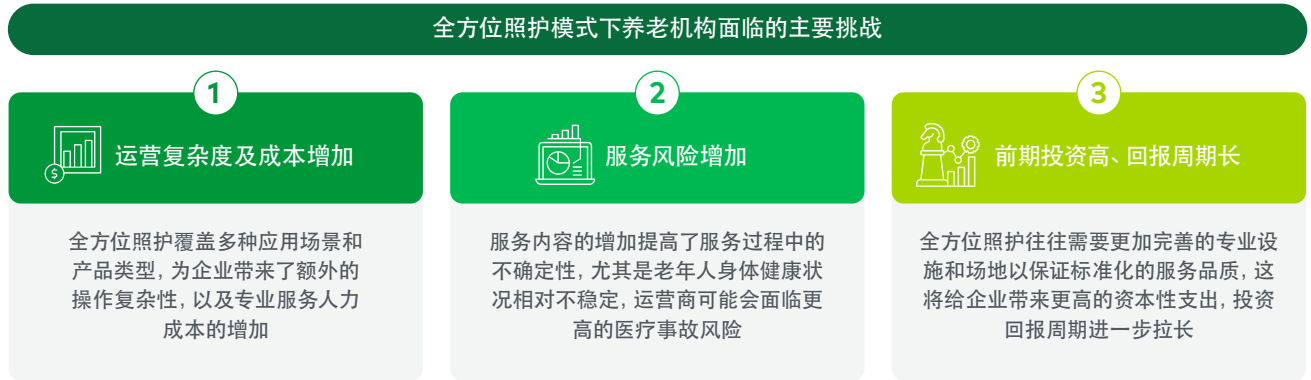 全方位照护模式下养老机构面临的主要挑战
1
运营复杂度及成本增加
全方位照护覆盖多种应用场景和
产品类型，为企业带来了额外的
操作复杂性，以及专业服务人力
成本的增加
2
服务风险增加
服务内容的增加提高了服务过程中的
不确定性，尤其是老年人身体健康状
况相对不稳定，运营商可能会面临更
高的医疗事故风险
3
前期投资高、回报周期长
全方位照护往往需要更加完善的专业设
施和场地以保证标准化的服务品质，这
将给企业带来更高的资本性支出，投资
回报周期进一步拉长